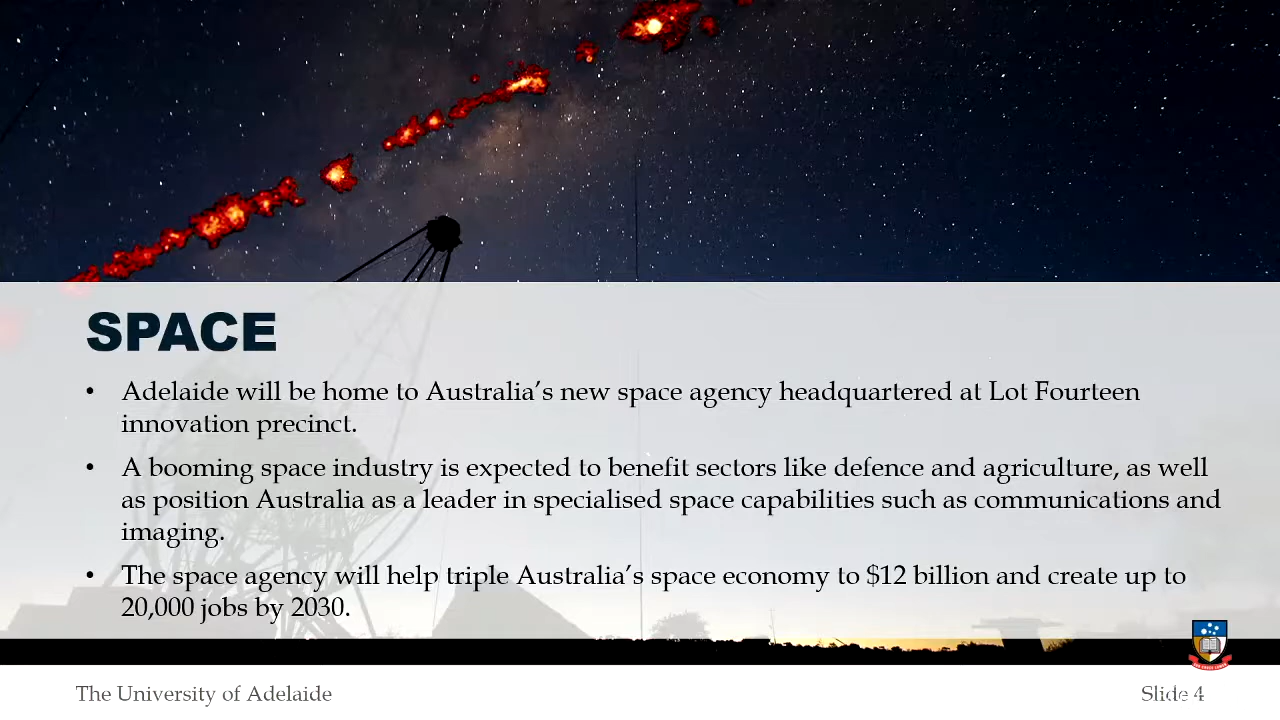 SPACE
• Adelaide will be home to Australia’s new space agency headquartered at Lot Fourteen
innovation precinct.
• A booming space industry is expected to benefit sectors like defence and agriculture, as well
as position Australia as a leader in specialised space capabilities such as communications and
imaging.
• The space agency will help triple Australia’s space economy to $12 billion and create up to
20,000 jobs by 2030.
The University of Adelaide
Slide 4